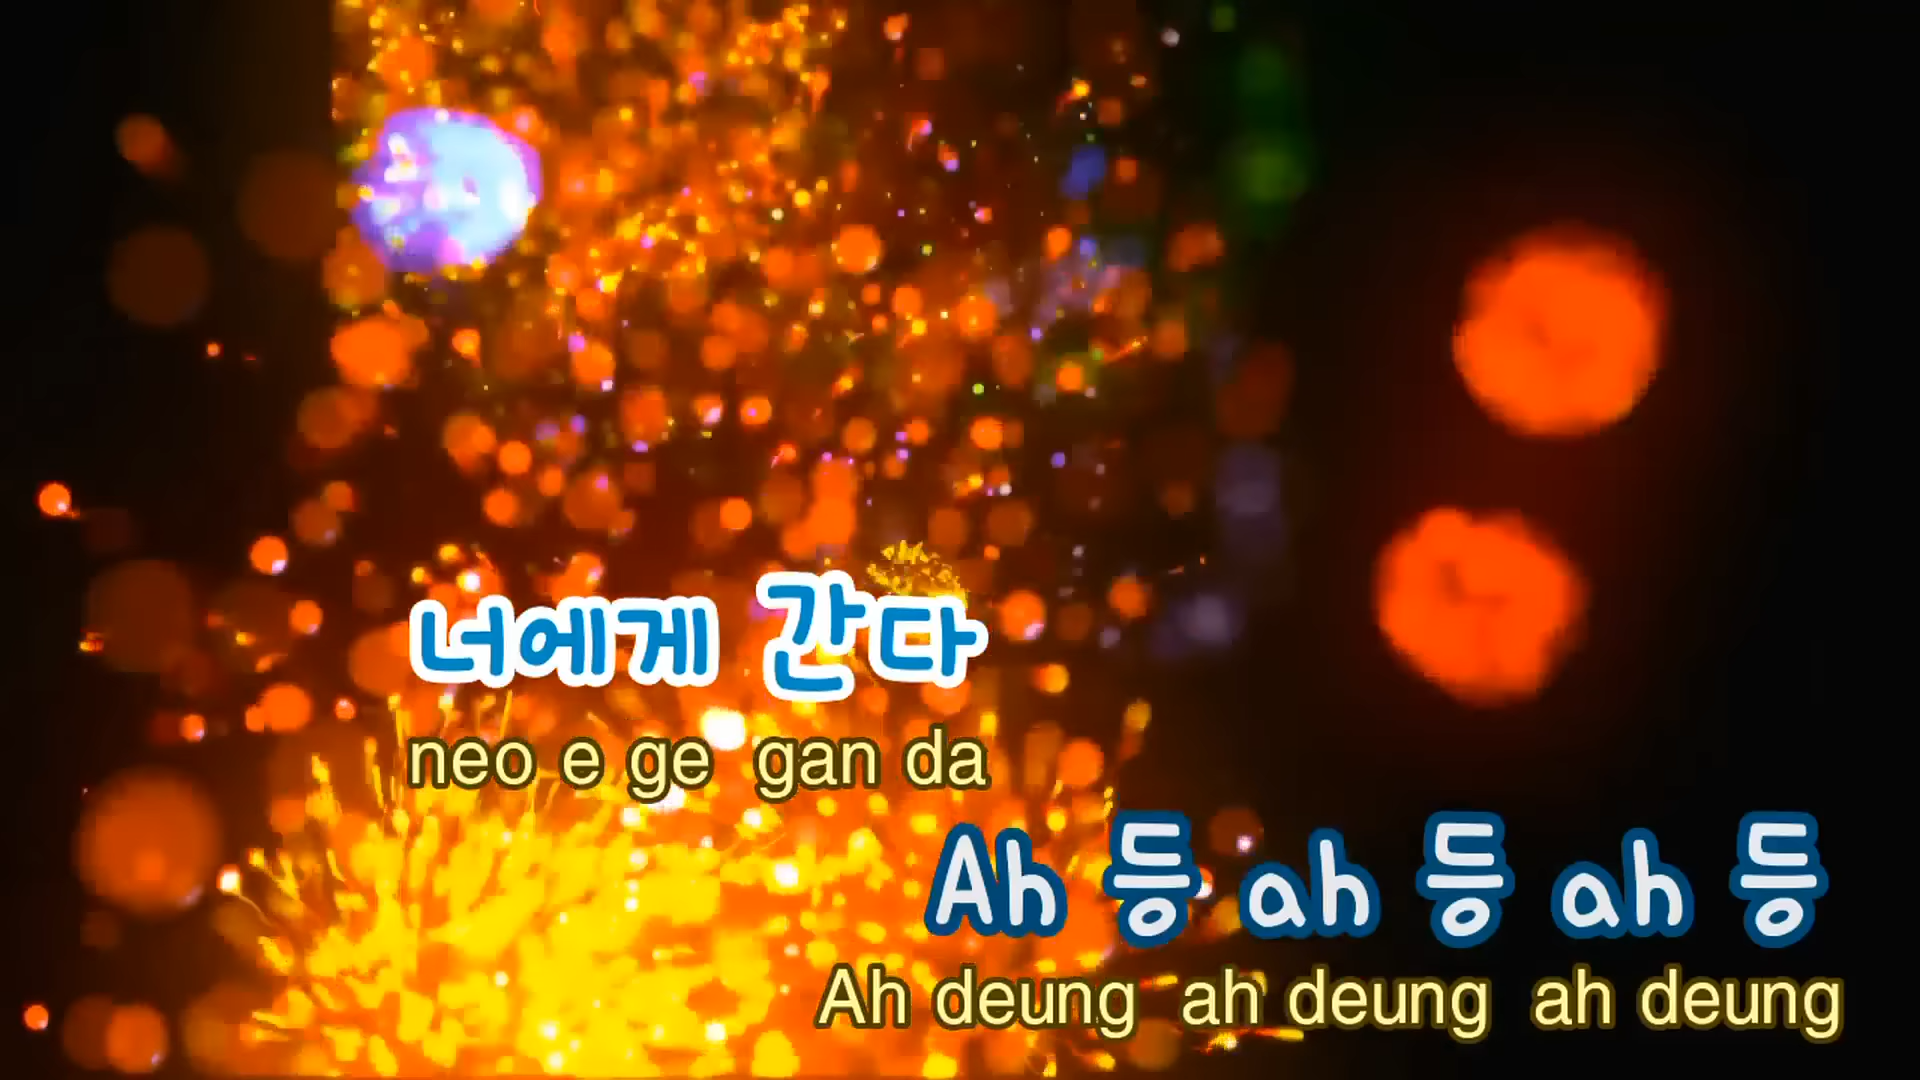 너에게 간다
neo e ge gan da
Ah 등 ah 등 ah 등
Ah deung ah deung ah deung